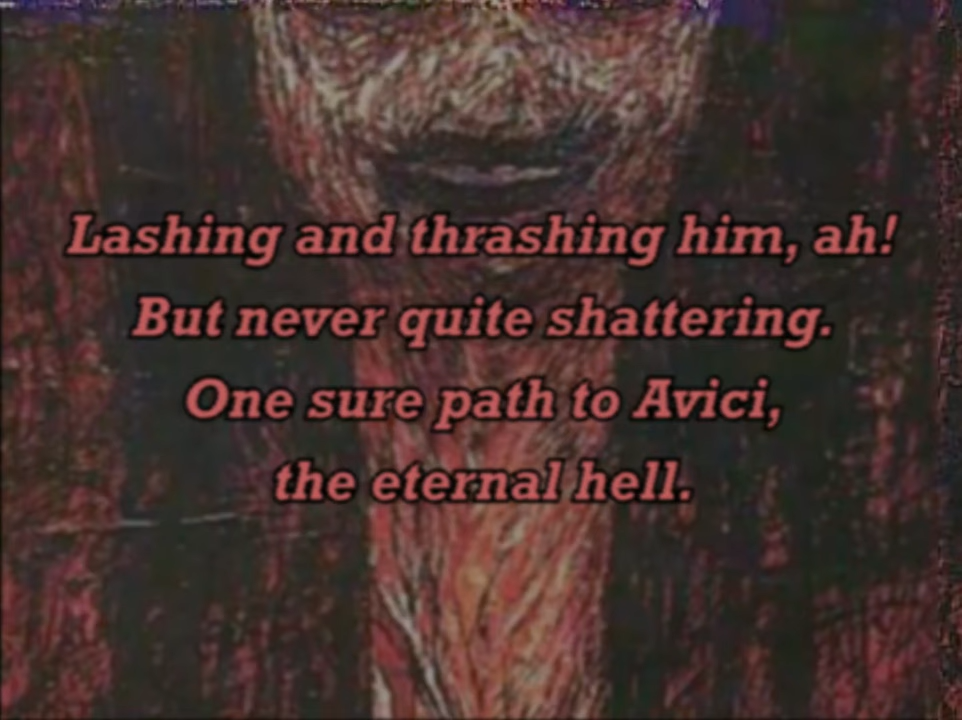 Lashing and thrashing him, ah!
But never quite shattering.
One sure path to Avici,
the eternal hell.